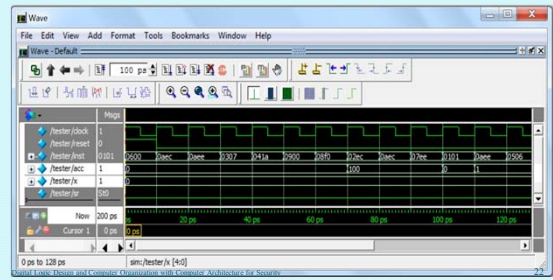 Wave
File Edit View Add Format Tools Bookmarks Window Help
Wave - Default
100 ps
Msgs
/tester/clock 1
/tester/reset 0
/tester/inst 0101 0600 0aec 0aee 0307 041a 0900 08f0 02ec 0aec 07ee 0101 0aee 0506
/tester/acc 1 0 100 0 1
/tester/x 1 0
/tester/sr St0
Now 200 ps ps 20 ps 40 ps 60 ps 80 ps 100 ps 120 ps
Cursor 1 0 ps 0 ps
0 ps to 128 ps sim:/tester/x [4:0]
Digital Logic Design and Computer Organization with Computer Architecture for Security 22